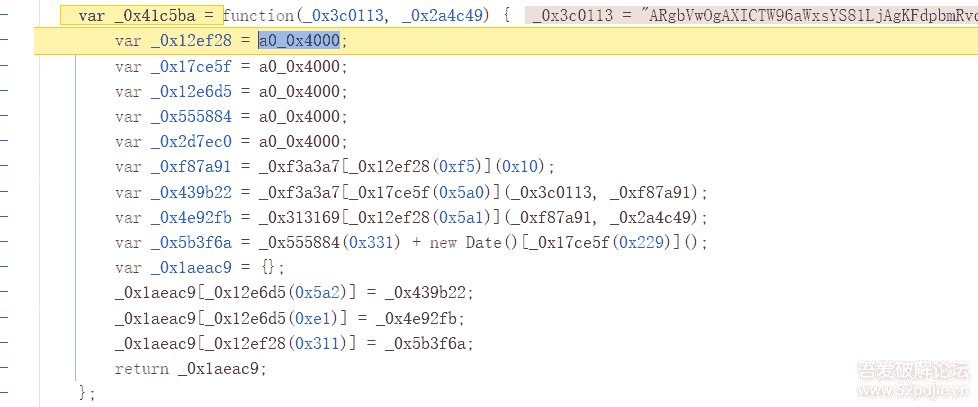 var _0x41c5ba = function(_0x3c0113, _0x2a4c49) { _0x3c0113 = "ARgbVwOgAXICTW96aWxsYS81LjAgKFdpbmRvd
var _0x12ef28 = a0_0x4000;
var _0x17ce5f = a0_0x4000;
var _0x12e6d5 = a0_0x4000;
var _0x555884 = a0_0x4000;
var _0x2d7ec0 = a0_0x4000;
var _0xf87a91 = _0xf3a3a7[_0x12ef28(0xf5)](0x10);
var _0x439b22 = _0xf3a3a7[_0x17ce5f(0x5a0)](_0x3c0113, _0xf87a91);
var _0x4e92fb = _0x313169[_0x12ef28(0x5a1)](_0xf87a91, _0x2a4c49);
var _0x5b3f6a = _0x555884(0x331) + new Date()[_0x17ce5f(0x229)]();
var _0x1aeac9 = {};
_0x1aeac9[_0x12e6d5(0x5a2)] = _0x439b22;
_0x1aeac9[_0x12e6d5(0xe1)] = _0x4e92fb;
_0x1aeac9[_0x12ef28(0x311)] = _0x5b3f6a;
return _0x1aeac9;
};
吾爱破解论坛
www.52pojie.cn